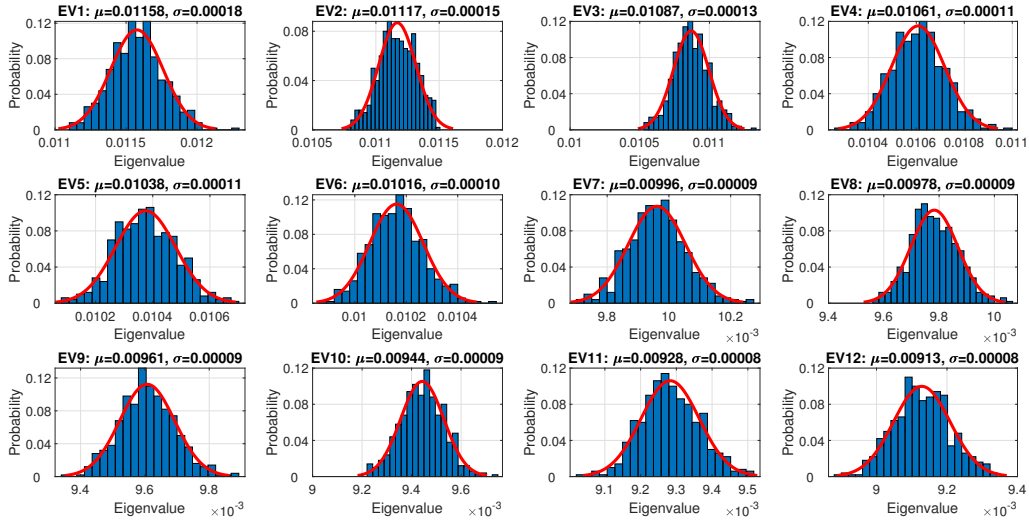 EV1: μ=0.01158, σ=0.00018
EV2: μ=0.01117, σ=0.00015
EV3: μ=0.01087, σ=0.00013
EV4: μ=0.01061, σ=0.00011
Probability
0.12
0.08
0.04
0
0.011 0.0115 0.012
Eigenvalue
Probability
0.08
0.04
0
0.0105 0.011 0.0115 0.012
Eigenvalue
Probability
0.12
0.08
0.04
0
0.01 0.0105 0.011
Eigenvalue
Probability
0.12
0.08
0.04
0
0.0104 0.0106 0.0108 0.011
Eigenvalue
EV5: μ=0.01038, σ=0.00011
EV6: μ=0.01016, σ=0.00010
EV7: μ=0.00996, σ=0.00009
EV8: μ=0.00978, σ=0.00009
Probability
0.12
0.08
0.04
0
0.0102 0.0104 0.0106
Eigenvalue
Probability
0.12
0.08
0.04
0
0.01 0.0102 0.0104
Eigenvalue
Probability
0.12
0.08
0.04
0
9.8 10 10.2
Eigenvalue ×10⁻³
Probability
0.12
0.08
0.04
0
9.4 9.6 9.8 10
Eigenvalue ×10⁻³
EV9: μ=0.00961, σ=0.00009
EV10: μ=0.00944, σ=0.00009
EV11: μ=0.00928, σ=0.00008
EV12: μ=0.00913, σ=0.00008
Probability
0.12
0.08
0.04
0
9.4 9.6 9.8
Eigenvalue ×10⁻³
Probability
0.12
0.08
0.04
0
9 9.2 9.4 9.6
Eigenvalue ×10⁻³
Probability
0.12
0.08
0.04
0
9.1 9.2 9.3 9.4 9.5
Eigenvalue ×10⁻³
Probability
0.12
0.08
0.04
0
9 9.2 9.4
Eigenvalue ×10⁻³